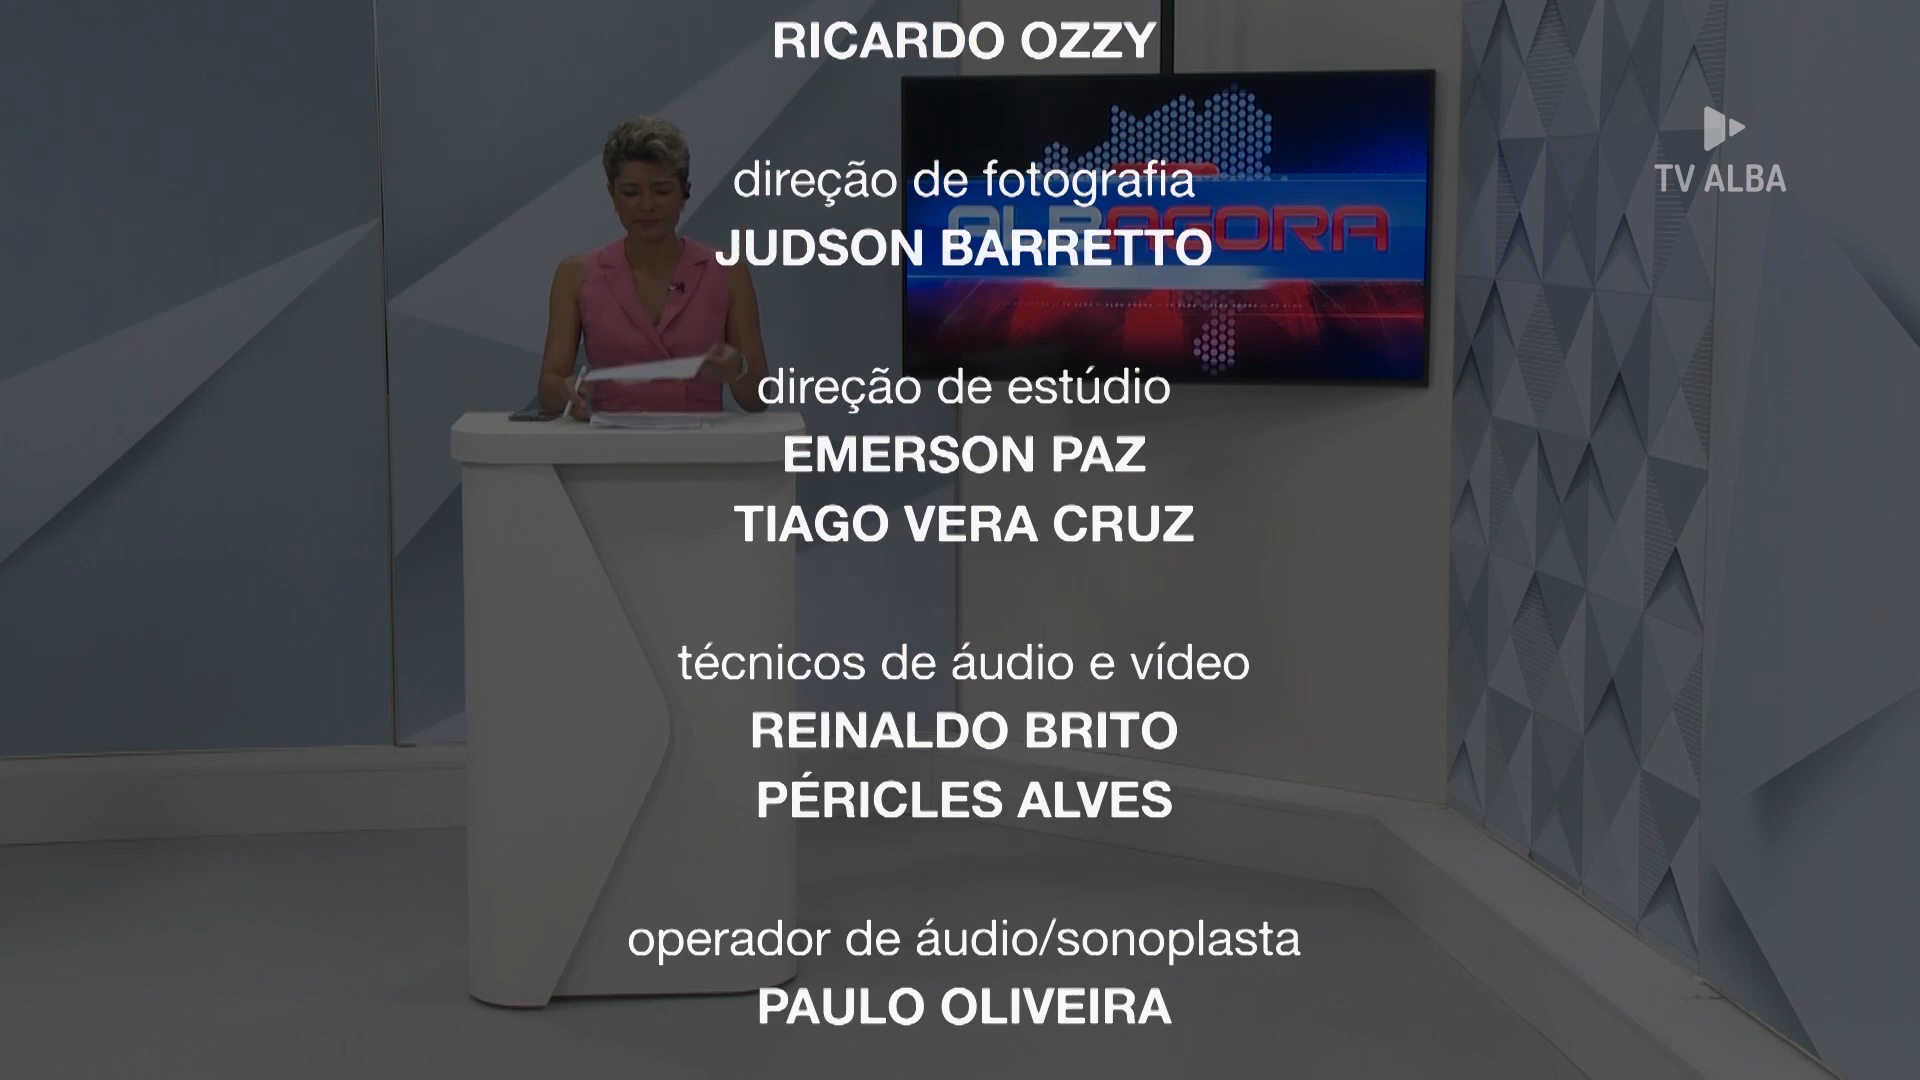 RICARDO OZZY
direção de fotografia
JUDSON BARRETTO
ALBAGORA
direção de estúdio
EMERSON PAZ
TIAGO VERA CRUZ
técnicos de áudio e vídeo
REINALDO BRITO
PÉRICLES ALVES
operador de áudio/sonoplasta
PAULO OLIVEIRA
TV ALBA